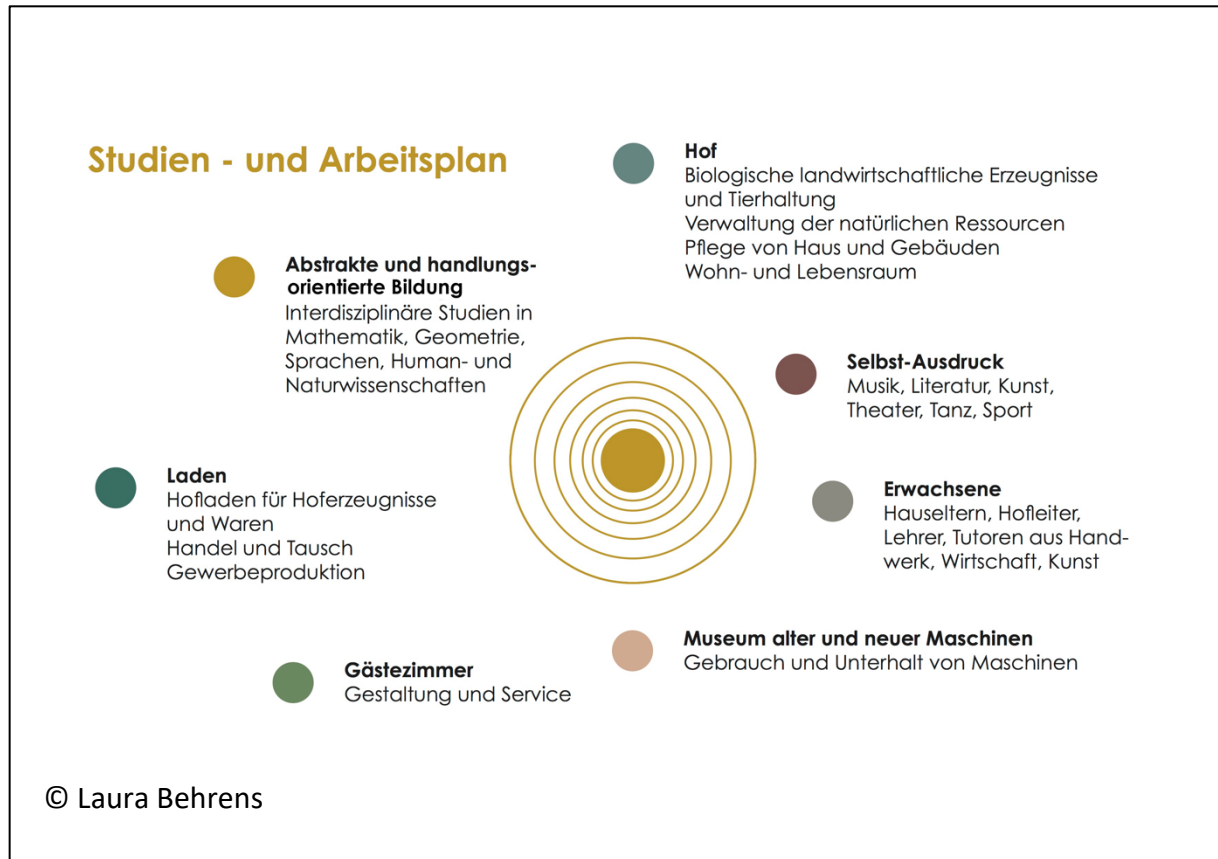 Studien - und Arbeitsplan
Hof
Biologische landwirtschaftliche Erzeugnisse
und Tierhaltung
Verwaltung der natürlichen Ressourcen
Pflege von Haus und Gebäuden
Wohn- und Lebensraum
Abstrakte und handlungs-
orientierte Bildung
Interdisziplinäre Studien in
Mathematik, Geometrie,
Sprachen, Human- und
Naturwissenschaften
Selbst-Ausdruck
Musik, Literatur, Kunst,
Theater, Tanz, Sport
Laden
Hofladen für Hoferzeugnisse
und Waren
Handel und Tausch
Gewerbeproduktion
Erwachsene
Hauseltern, Hofleiter,
Lehrer, Tutoren aus Hand-
werk, Wirtschaft, Kunst
Museum alter und neuer Maschinen
Gebrauch und Unterhalt von Maschinen
Gästezimmer
Gestaltung und Service
© Laura Behrens